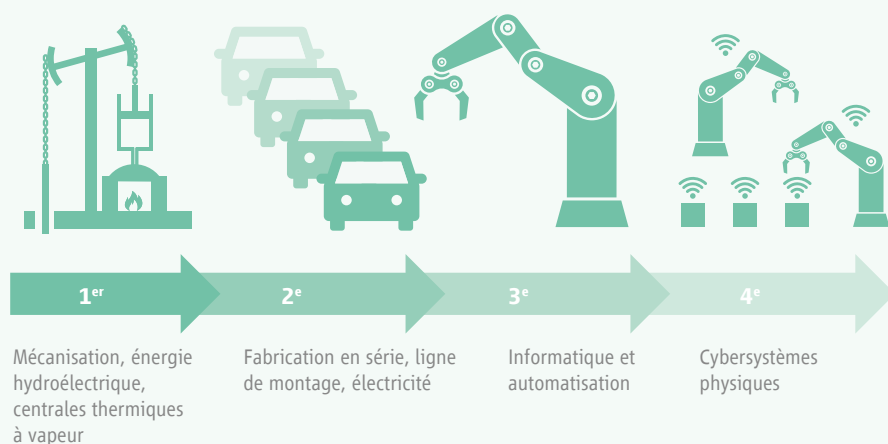 1er
2e
3e
4e
Mécanisation, énergie
hydroélectrique,
centrales thermiques
à vapeur
Fabrication en série, ligne
de montage, électricité
Informatique et
automatisation
Cybersystèmes
physiques